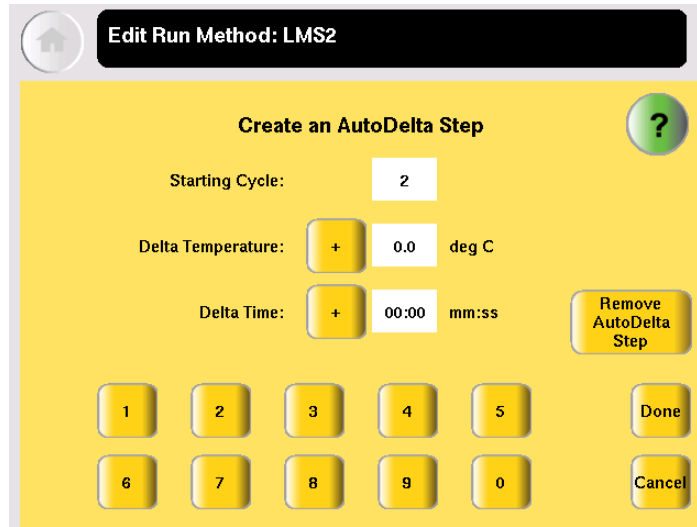 Edit Run Method: LMS2
Create an AutoDelta Step
?
Starting Cycle: 2
Delta Temperature: + 0.0 deg C
Delta Time: + 00:00 mm:ss
Remove
AutoDelta
Step
1 2 3 4 5 Done
6 7 8 9 0 Cancel